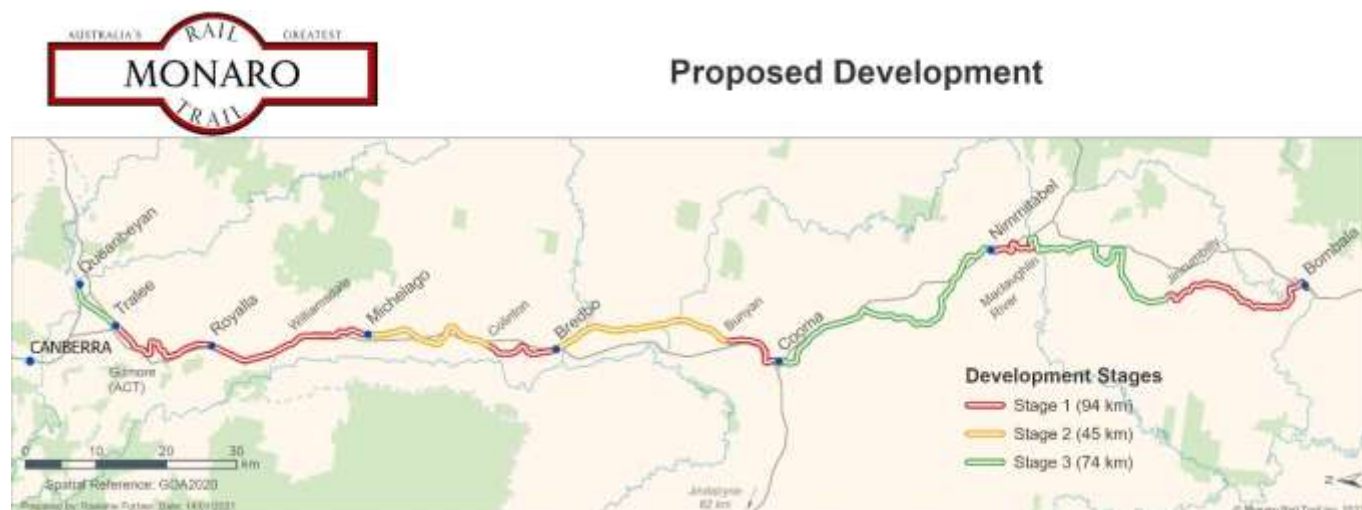 AUSTRALIA'S RAIL GREATEST
MONARO
TRAIL
Proposed Development
Queanbeyan
Tralee
Royalla
Williamsdale
Michelago
Colinton
Bredbo
Bunyan
Cooma
Nimmitabel
Maclaughlin
River
Jincumbilly
Bombala
CANBERRA
Gilmore
(ACT)
Development Stages
Stage 1 (94 km)
Stage 2 (45 km)
Stage 3 (74 km)
0 10 20 30
km
Spatial Reference: GDA2020
Jindabyne
62 km
Z